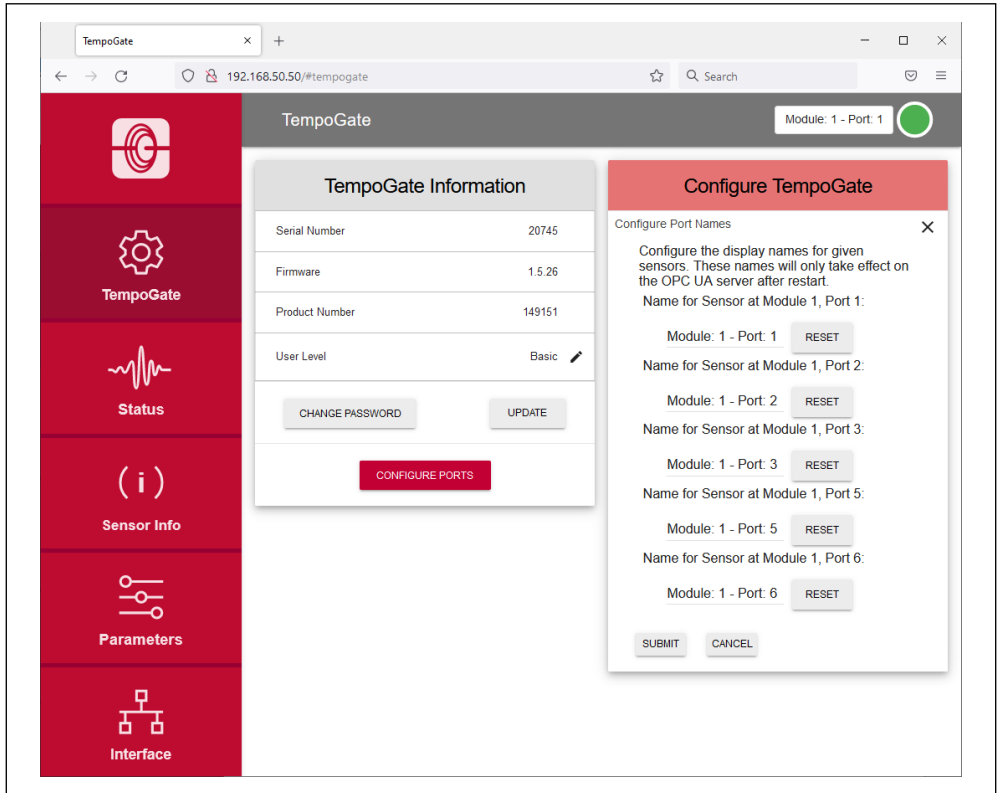 TempoGate
192.168.50.50/#tempogate
Search
TempoGate
Module: 1 - Port: 1
TempoGate
Status
( i )
Sensor Info
Parameters
Interface
TempoGate Information
Serial Number 20745
Firmware 1.5.26
Product Number 149151
User Level Basic
CHANGE PASSWORD UPDATE
CONFIGURE PORTS
Configure TempoGate
Configure Port Names
Configure the display names for given
sensors. These names will only take effect on
the OPC UA server after restart.
Name for Sensor at Module 1, Port 1:
Module: 1 - Port: 1 RESET
Name for Sensor at Module 1, Port 2:
Module: 1 - Port: 2 RESET
Name for Sensor at Module 1, Port 3:
Module: 1 - Port: 3 RESET
Name for Sensor at Module 1, Port 5:
Module: 1 - Port: 5 RESET
Name for Sensor at Module 1, Port 6:
Module: 1 - Port: 6 RESET
SUBMIT CANCEL